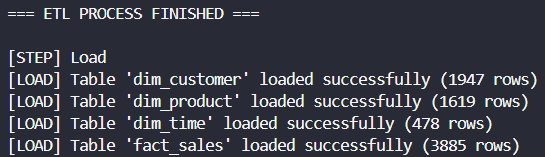 === ETL PROCESS FINISHED ===
[STEP] Load
[LOAD] Table 'dim_customer' loaded successfully (1947 rows)
[LOAD] Table 'dim_product' loaded successfully (1619 rows)
[LOAD] Table 'dim_time' loaded successfully (478 rows)
[LOAD] Table 'fact_sales' loaded successfully (3885 rows)